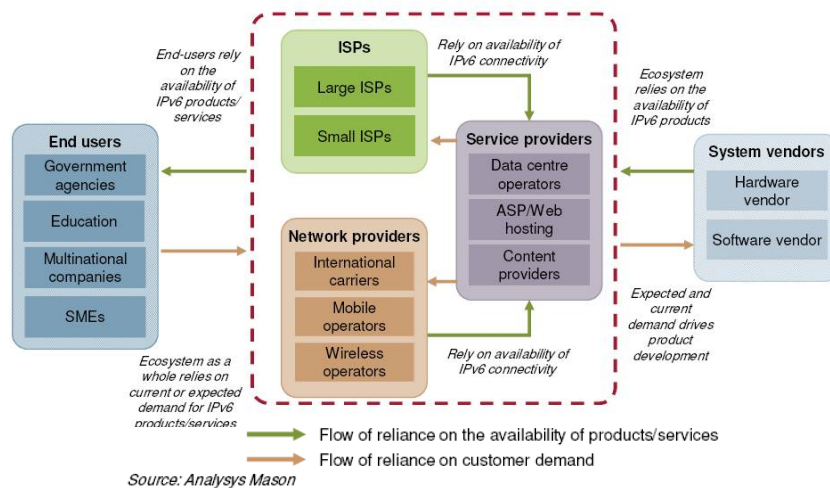 End-users rely
on the
availability of
IPv6 products/
services
ISPs
Large ISPs
Small ISPs
Rely on availability of
IPv6 connectivity
Ecosystem
relies on the
availability of
IPv6 products
End users
Government
agencies
Education
Multinational
companies
SMEs
Service providers
Data centre
operators
ASP/Web
hosting
Content
providers
System vendors
Hardware
vendor
Software vendor
Network providers
International
carriers
Mobile
operators
Wireless
operators
Rely on availability of
IPv6 connectivity
Expected and
current
demand drives
product
development
Ecosystem as a
whole relies on
current or expected
demand for IPv6
products/services
Flow of reliance on the availability of products/services
Flow of reliance on customer demand
Source: Analysys Mason